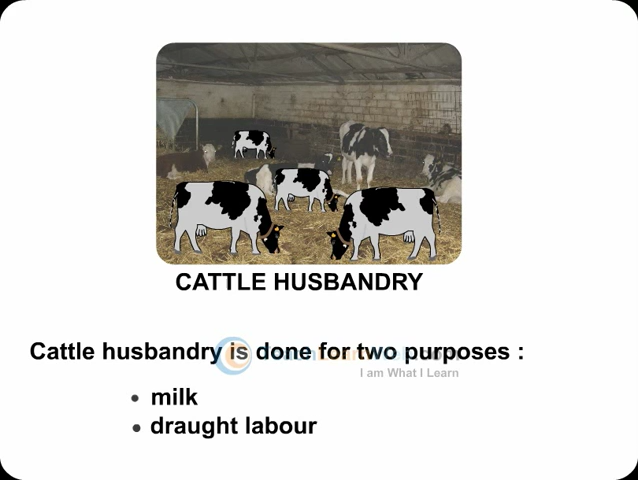 CATTLE HUSBANDRY
Cattle husbandry is done for two purposes :
I am What I Learn
• milk
• draught labour